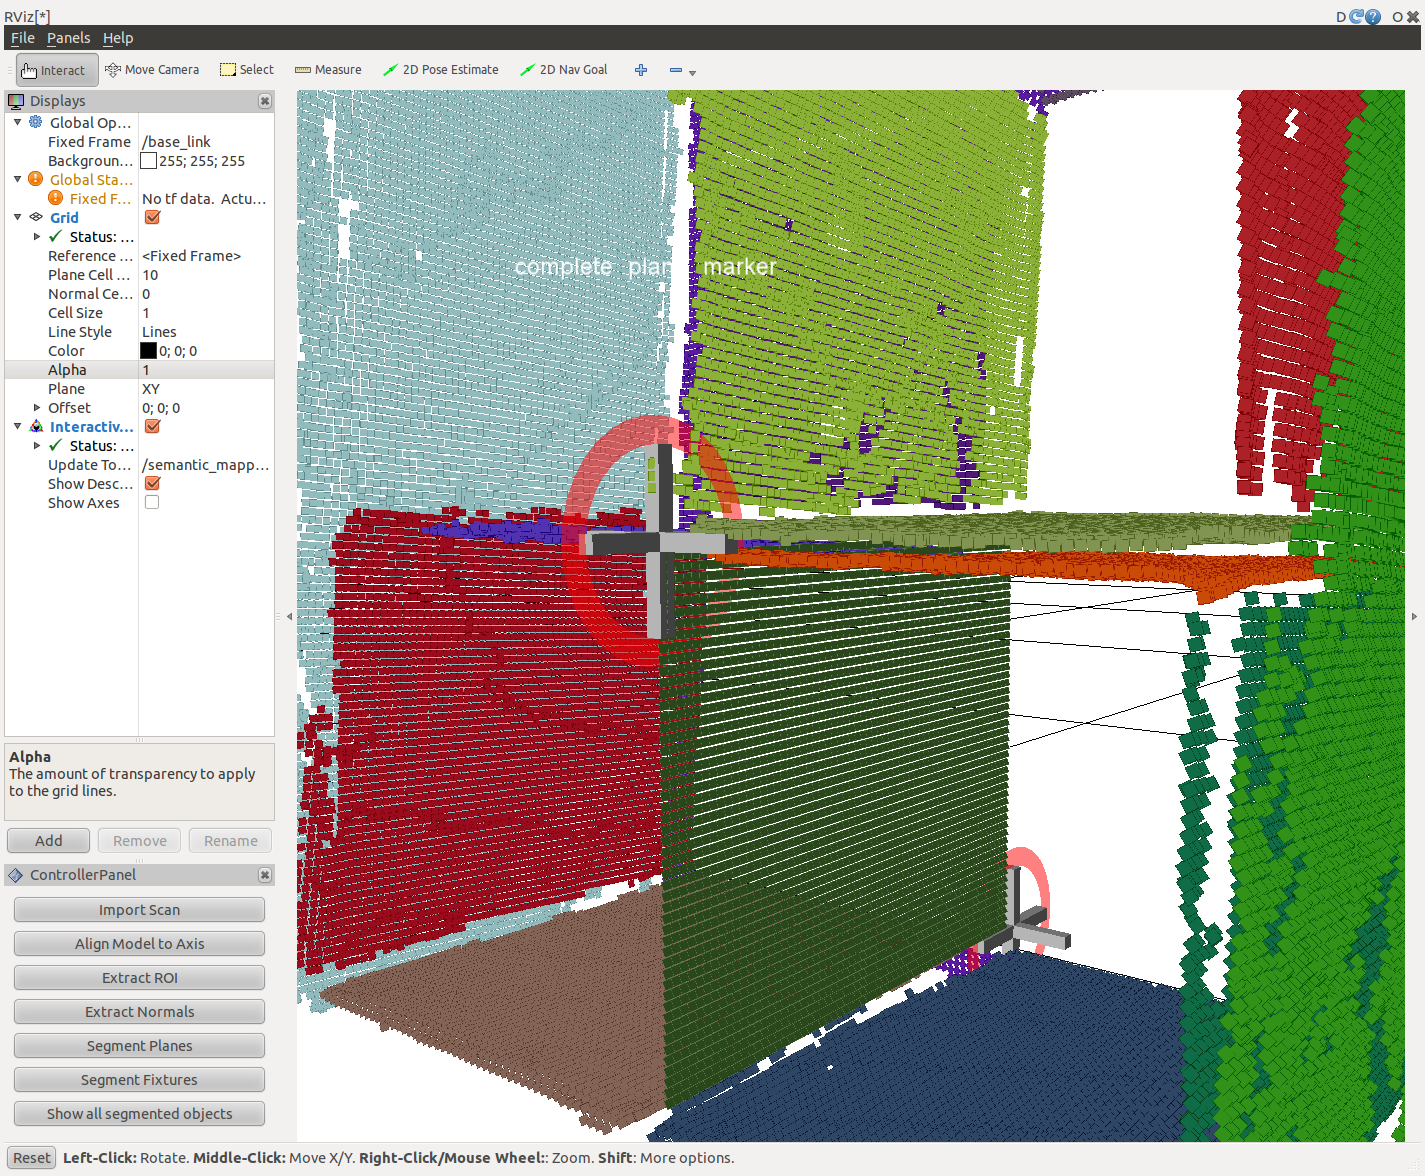 RViz[*]
D O
File Panels Help
Interact Move Camera Select Measure 2D Pose Estimate 2D Nav Goal
Displays
Global Op...
Fixed Frame /base_link
Backgroun... 255; 255; 255
Global Sta...
Fixed F... No tf data. Actu...
Grid
Status: ...
Reference ... <Fixed Frame>
Plane Cell ... 10
Normal Ce... 0
Cell Size 1
Line Style Lines
Color 0; 0; 0
Alpha 1
Plane XY
Offset 0; 0; 0
Interactiv...
Status: ...
Update To... /semantic_mapp...
Show Desc...
Show Axes
Alpha
The amount of transparency to apply
to the grid lines.
Add Remove Rename
ControllerPanel
Import Scan
Align Model to Axis
Extract ROI
Extract Normals
Segment Planes
Segment Fixtures
Show all segmented objects
complete plan marker
Reset Left-Click: Rotate. Middle-Click: Move X/Y. Right-Click/Mouse Wheel:: Zoom. Shift: More options.